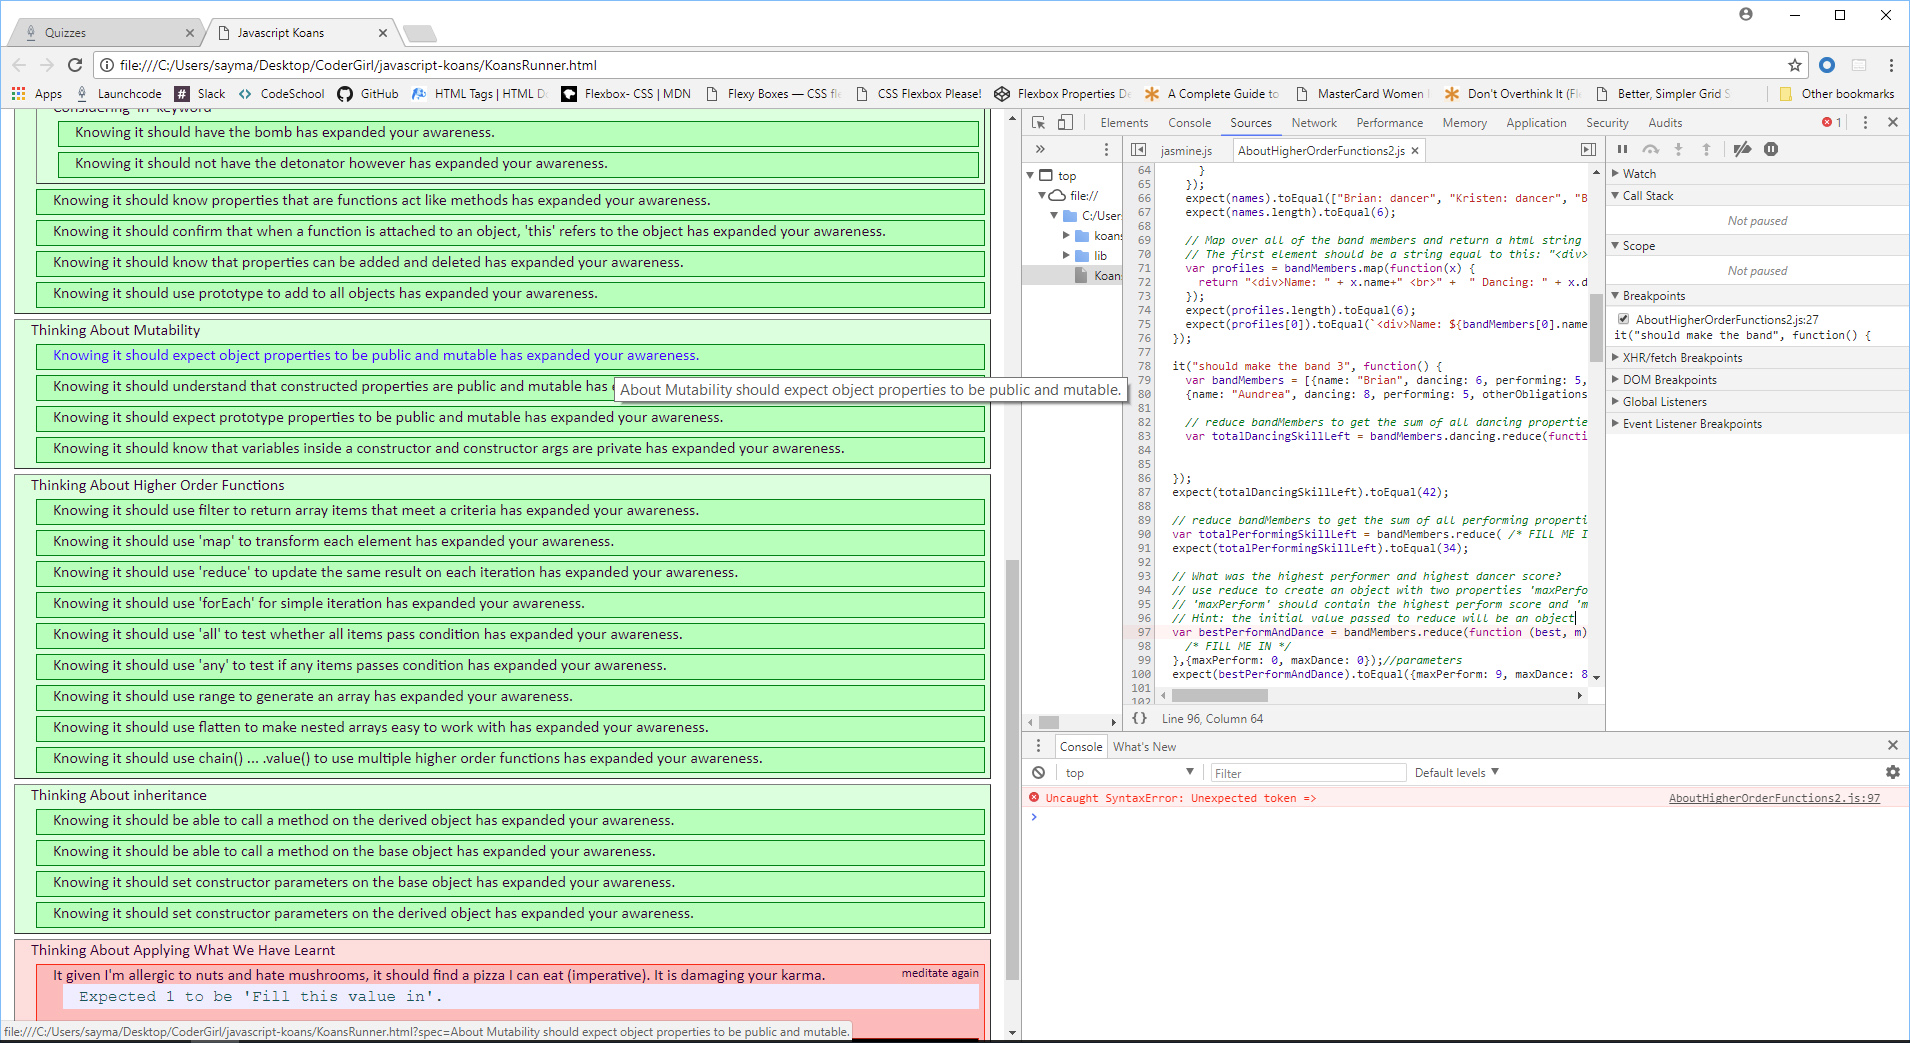 Quizzes
Javascript Koans
file:///C:/Users/sayma/Desktop/CoderGirl/javascript-koans/KoansRunner.html
Apps Launchcode Slack CodeSchool GitHub HTML Tags | HTML D Flexbox- CSS | MDN Flexy Boxes — CSS fl CSS Flexbox Please! Flexbox Properties De A Complete Guide to MasterCard Women Don't Overthink It (Fl Better, Simpler Grid S Other bookmarks
Considering 'in' keyword
Knowing it should have the bomb has expanded your awareness.
Knowing it should not have the detonator however has expanded your awareness.
Knowing it should know properties that are functions act like methods has expanded your awareness.
Knowing it should confirm that when a function is attached to an object, 'this' refers to the object has expanded your awareness.
Knowing it should know that properties can be added and deleted has expanded your awareness.
Knowing it should use prototype to add to all objects has expanded your awareness.
Thinking About Mutability
Knowing it should expect object properties to be public and mutable has expanded your awareness.
Knowing it should understand that constructed properties are public and mutable has
About Mutability should expect object properties to be public and mutable.
Knowing it should expect prototype properties to be public and mutable has expanded your awareness.
Knowing it should know that variables inside a constructor and constructor args are private has expanded your awareness.
Thinking About Higher Order Functions
Knowing it should use filter to return array items that meet a criteria has expanded your awareness.
Knowing it should use 'map' to transform each element has expanded your awareness.
Knowing it should use 'reduce' to update the same result on each iteration has expanded your awareness.
Knowing it should use 'forEach' for simple iteration has expanded your awareness.
Knowing it should use 'all' to test whether all items pass condition has expanded your awareness.
Knowing it should use 'any' to test if any items passes condition has expanded your awareness.
Knowing it should use range to generate an array has expanded your awareness.
Knowing it should use flatten to make nested arrays easy to work with has expanded your awareness.
Knowing it should use chain() ... .value() to use multiple higher order functions has expanded your awareness.
Thinking About inheritance
Knowing it should be able to call a method on the derived object has expanded your awareness.
Knowing it should be able to call a method on the base object has expanded your awareness.
Knowing it should set constructor parameters on the base object has expanded your awareness.
Knowing it should set constructor parameters on the derived object has expanded your awareness.
Thinking About Applying What We Have Learnt
It given I'm allergic to nuts and hate mushrooms, it should find a pizza I can eat (imperative). It is damaging your karma. meditate again
Expected 1 to be 'Fill this value in'.
file:///C:/Users/sayma/Desktop/CoderGirl/javascript-koans/KoansRunner.html?spec=About Mutability should expect object properties to be public and mutable.
Elements Console Sources Network Performance Memory Application Security Audits 1
top
file://
C:/User
koans
lib
Koan
jasmine.js AboutHigherOrderFunctions2.js
64 }
65 });
66 expect(names).toEqual(["Brian: dancer", "Kristen: dancer", "B
67 expect(names.length).toEqual(6);
68
69 // Map over all of the band members and return a html string
70 // The first element should be a string equal to this: "<div>
71 var profiles = bandMembers.map(function(x) {
72 return "<div>Name: " + x.name+" <br>" + " Dancing: " + x.d
73 });
74 expect(profiles.length).toEqual(6);
75 expect(profiles[0]).toEqual(`<div>Name: ${bandMembers[0].name
76 });
77
78 it("should make the band 3", function() {
79 var bandMembers = [{name: "Brian", dancing: 6, performing: 5,
80 {name: "Aundrea", dancing: 8, performing: 5, otherObligations
81
82 // reduce bandMembers to get the sum of all dancing propertie
83 var totalDancingSkillLeft = bandMembers.dancing.reduce(functi
84
85
86 });
87 expect(totalDancingSkillLeft).toEqual(42);
88
89 // reduce bandMembers to get the sum of all performing properti
90 var totalPerformingSkillLeft = bandMembers.reduce( /* FILL ME I
91 expect(totalPerformingSkillLeft).toEqual(34);
92
93 // What was the highest performer and highest dancer score?
94 // use reduce to create an object with two properties 'maxPerfo
95 // 'maxPerform' should contain the highest perform score and 'm
96 // Hint: the initial value passed to reduce will be an object
97 var bestPerformAndDance = bandMembers.reduce(function (best, m)
98 /* FILL ME IN */
99 },{maxPerform: 0, maxDance: 0});//parameters
100 expect(bestPerformAndDance).toEqual({maxPerform: 9, maxDance: 8
101
102
{} Line 96, Column 64
Watch
Call Stack
Not paused
Scope
Not paused
Breakpoints
AboutHigherOrderFunctions2.js:27
it("should make the band", function() {
XHR/fetch Breakpoints
DOM Breakpoints
Global Listeners
Event Listener Breakpoints
Console What's New
top Filter Default levels
Uncaught SyntaxError: Unexpected token => AboutHigherOrderFunctions2.js:97